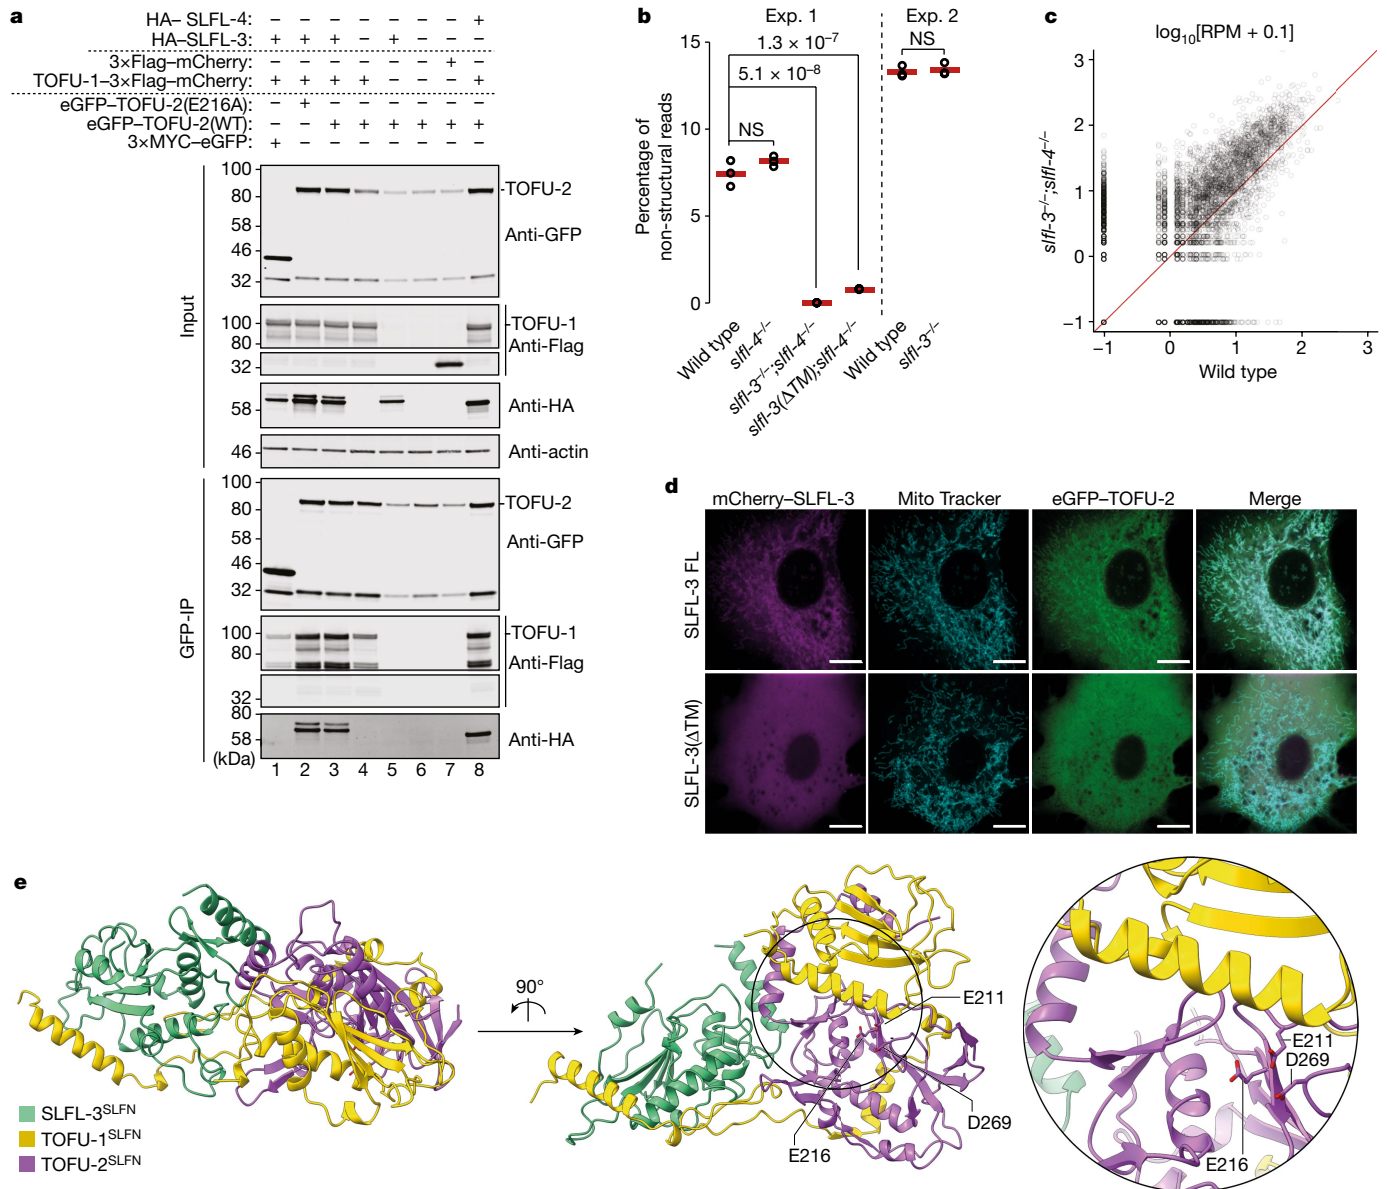 a
HA– SLFL-4: – – – – – – – +
HA–SLFL-3: + + + – + – – –
3×Flag–mCherry: – – – – – – + –
TOFU-1–3×Flag–mCherry: + + + + – – – +
eGFP–TOFU-2(E216A): – + – – – – – –
eGFP–TOFU-2(WT): – – + + + + + +
3×MYC–eGFP: + – – – – – – –
Input
100
80
58
46
32
-TOFU-2
Anti-GFP
100
80
-TOFU-1
Anti-Flag
32
58
Anti-HA
46
Anti-actin
GFP-IP
100
80
58
46
32
-TOFU-2
Anti-GFP
100
80
-TOFU-1
Anti-Flag
32
80
58
Anti-HA
(kDa)
1 2 3 4 5 6 7 8
b
Exp. 1
Exp. 2
Percentage of
non-structural reads
15
10
5
0
1.3 × 10–7
5.1 × 10–8
NS
NS
Wild type
slfl-4–/–
slfl-3–/–;slfl-4–/–
slfl-3(ΔTM);slfl-4–/–
Wild type
slfl-3–/–
c
log10[RPM + 0.1]
slfl-3–/–;slfl-4–/–
3
2
1
0
–1
–1 0 1 2 3
Wild type
d
mCherry–SLFL-3 Mito Tracker eGFP–TOFU-2 Merge
SLFL-3 FL
SLFL-3(ΔTM)
e
90°
E211
D269
E216
E211
D269
E216
SLFL-3SLFN
TOFU-1SLFN
TOFU-2SLFN